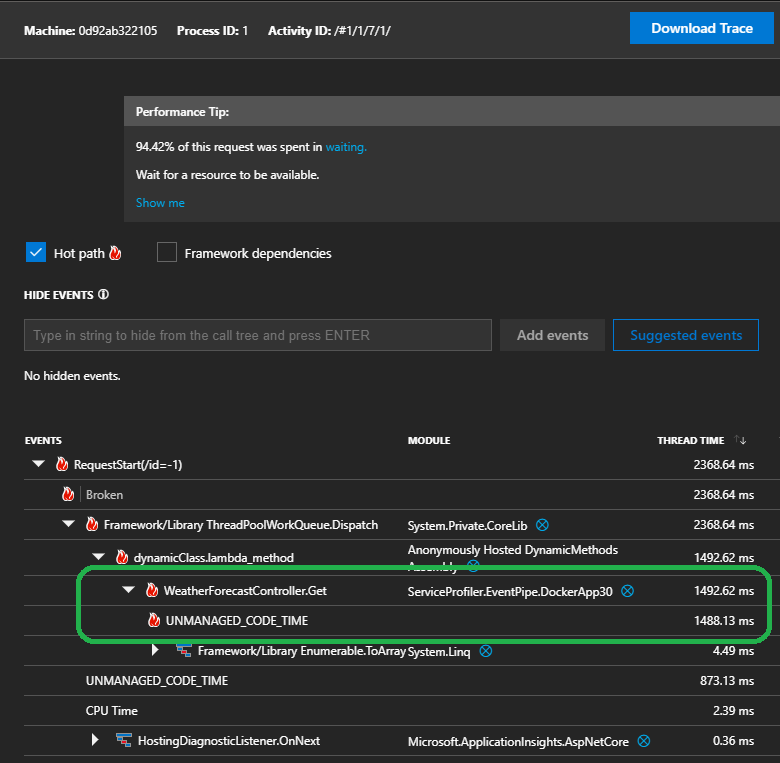 Machine: 0d92ab322105 Process ID: 1 Activity ID: /#1/1/7/1/ Download Trace
Performance Tip:
94.42% of this request was spent in waiting.
Wait for a resource to be available.
Show me
Hot path Framework dependencies
HIDE EVENTS
Type in string to hide from the call tree and press ENTER Add events Suggested events
No hidden events.
EVENTS MODULE THREAD TIME
RequestStart(/id=-1) 2368.64 ms
Broken 2368.64 ms
Framework/Library ThreadPoolWorkQueue.Dispatch System.Private.CoreLib 2368.64 ms
dynamicClass.lambda_method Anonymously Hosted DynamicMethods 1492.62 ms
Assembly
WeatherForecastController.Get ServiceProfiler.EventPipe.DockerApp30 1492.62 ms
UNMANAGED_CODE_TIME 1488.13 ms
Framework/Library Enumerable.ToArray System.Linq 4.49 ms
UNMANAGED_CODE_TIME 873.13 ms
CPU Time 2.39 ms
HostingDiagnosticListener.OnNext Microsoft.ApplicationInsights.AspNetCore 0.36 ms